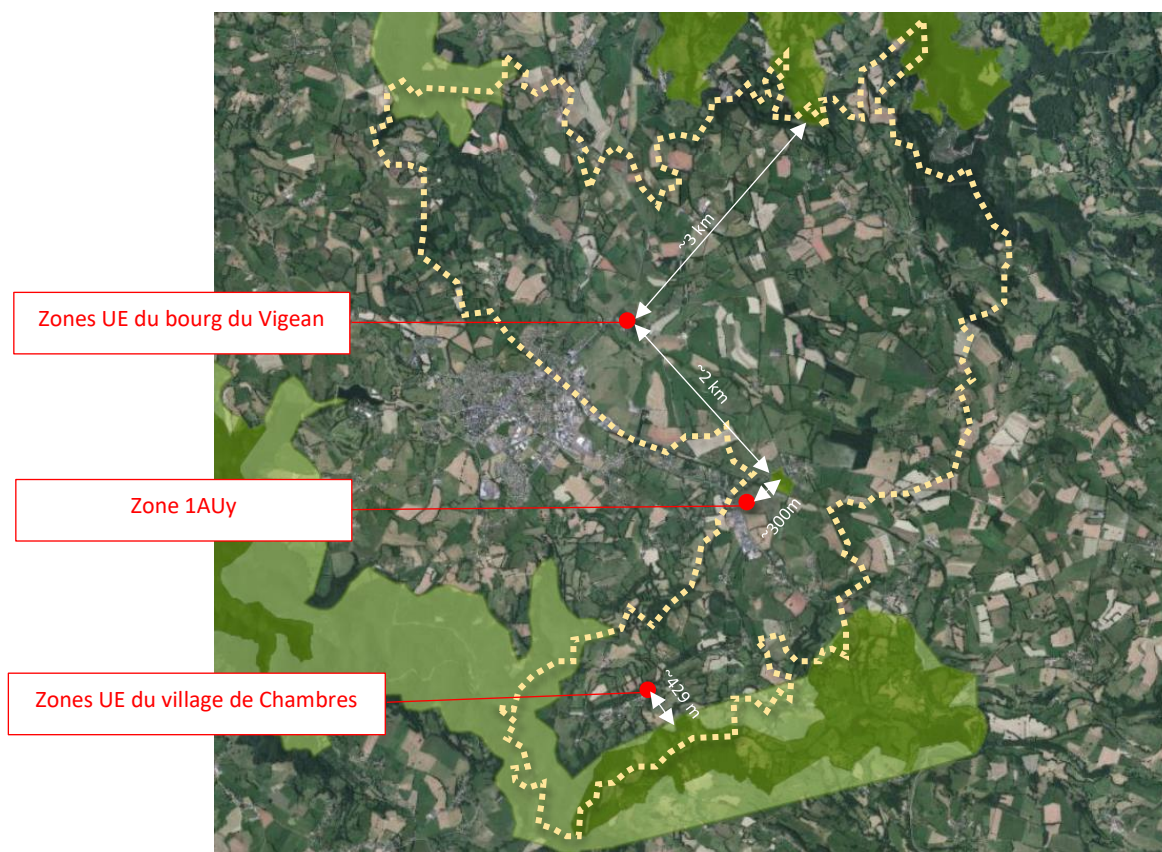 ~3 km
Zones UE du bourg du Vigean
~2 km
Zone 1AUy
~300m
Zones UE du village de Chambres
~429 m